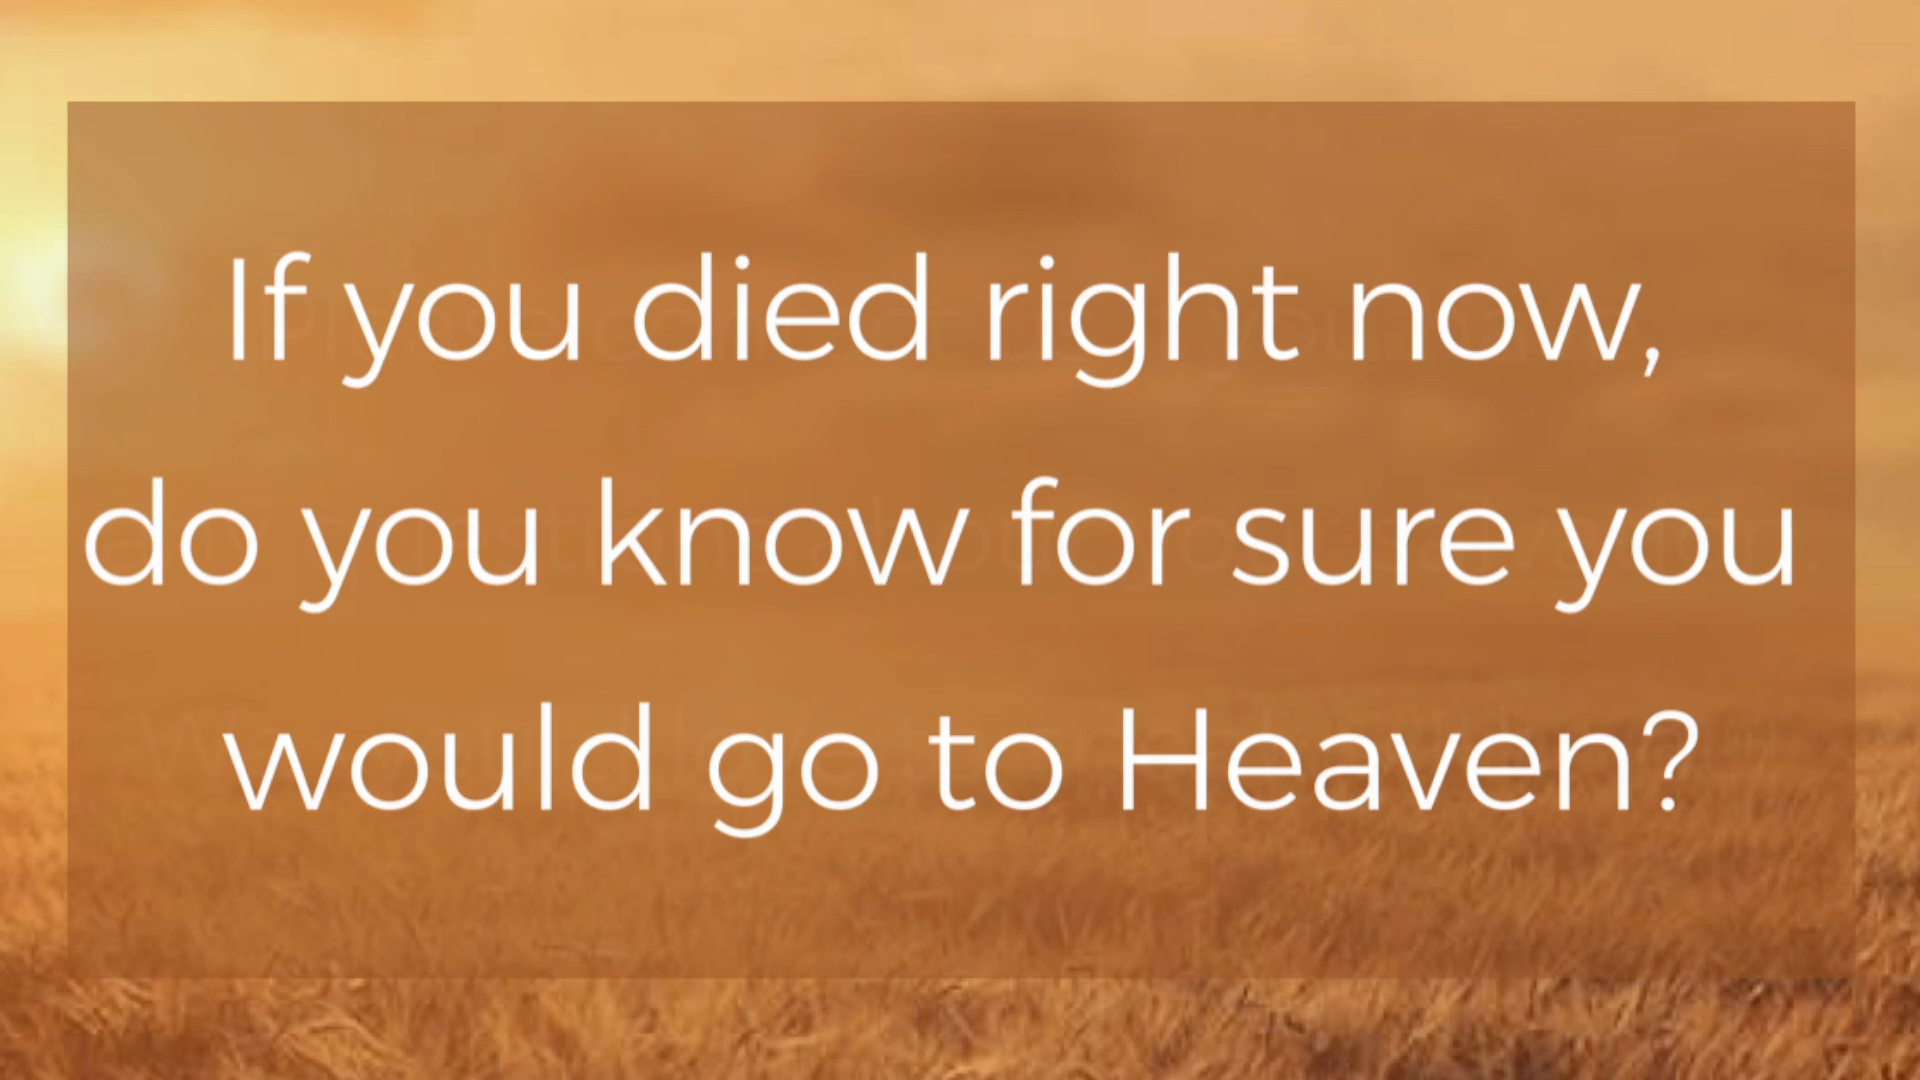 If you died right now,
do you know for sure you
would go to Heaven?